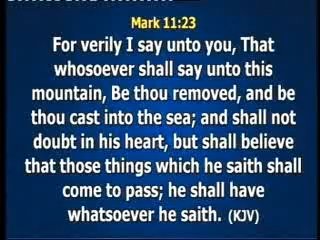 Mark 11:23
For verily I say unto you, That
whosoever shall say unto this
mountain, Be thou removed, and be
thou cast into the sea; and shall not
doubt in his heart, but shall believe
that those things which he saith shall
come to pass; he shall have
whatsoever he saith. (KJV)